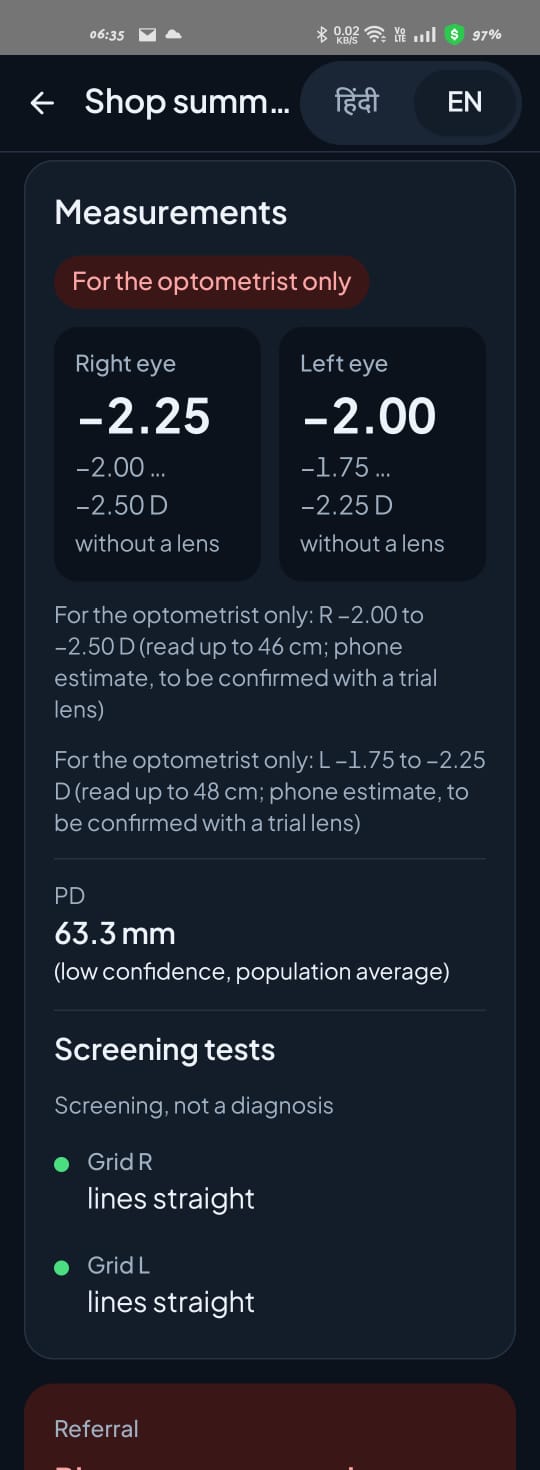 06:35
0.02 KB/S
Vo LTE
97%
Shop summ...
हिंदी
EN
Measurements
For the optometrist only
Right eye
−2.25
−2.00 ...
−2.50 D
without a lens
Left eye
−2.00
−1.75 ...
−2.25 D
without a lens
For the optometrist only: R −2.00 to
−2.50 D (read up to 46 cm; phone
estimate, to be confirmed with a trial
lens)
For the optometrist only: L −1.75 to −2.25
D (read up to 48 cm; phone estimate, to
be confirmed with a trial lens)
PD
63.3 mm
(low confidence, population average)
Screening tests
Screening, not a diagnosis
Grid R
lines straight
Grid L
lines straight
Referral